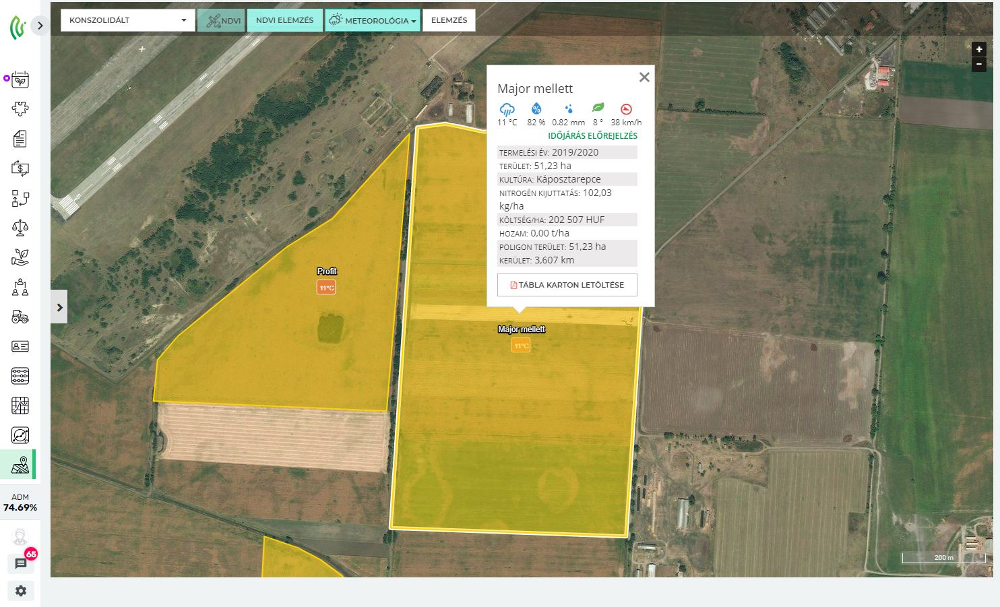 KONSZOLIDÁLT
NDVI
NDVI ELEMZÉS
METEOROLÓGIA
ELEMZÉS
+
−
Major mellett
11 °C 82 % 0.82 mm 8 ° 38 km/h
IDŐJÁRÁS ELŐREJELZÉS
TERMELÉSI ÉV: 2019/2020
TERÜLET: 51,23 ha
KULTÚRA: Káposztarepce
NITROGÉN KIJUTTATÁS: 102,03
kg/ha
KÖLTSÉG/HA: 202 507 HUF
HOZAM: 0,00 t/ha
POLIGON TERÜLET: 51,23 ha
KERÜLET: 3,607 km
TÁBLA KARTON LETÖLTÉSE
Profit
11°C
Major mellett
11°C
ADM
74.69%
65
200 m